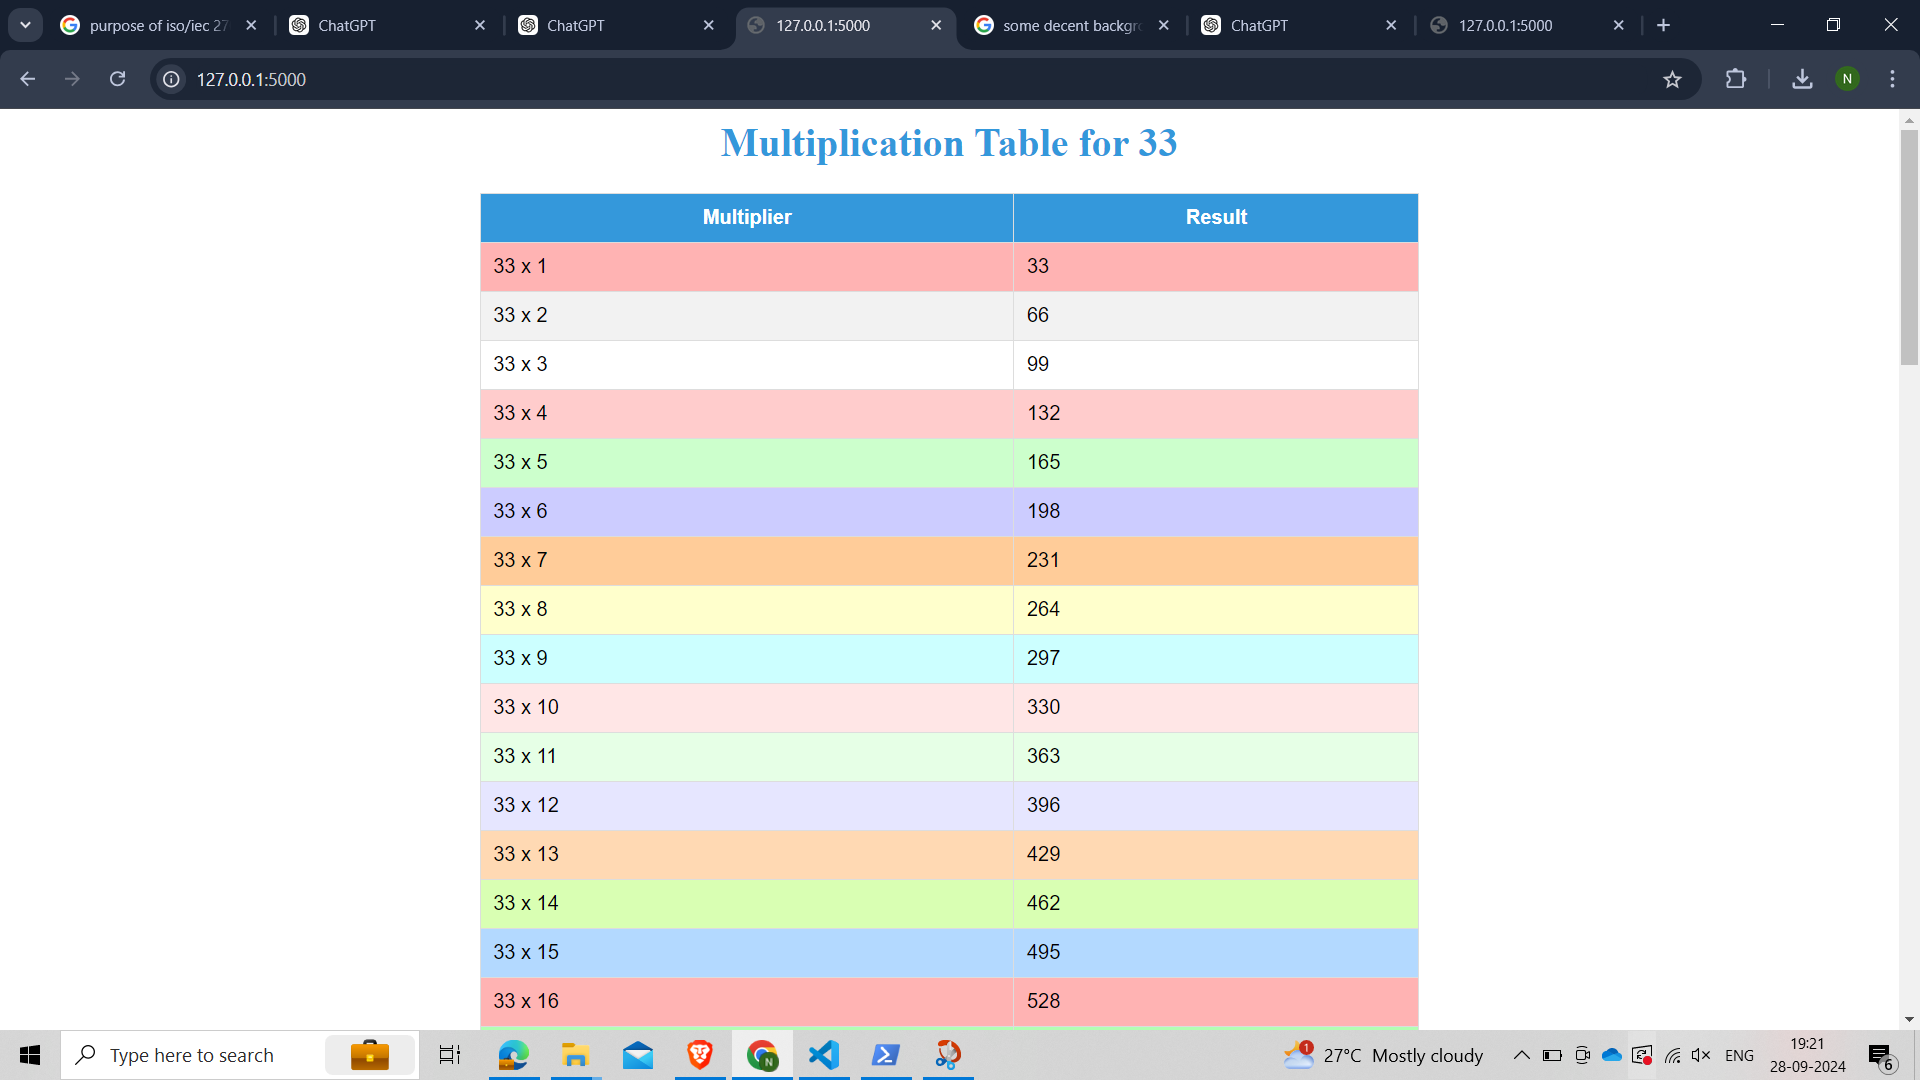 purpose of iso/iec 27
ChatGPT
ChatGPT
127.0.0.1:5000
some decent backgr
ChatGPT
127.0.0.1:5000
127.0.0.1:5000
N
Multiplication Table for 33
Multiplier Result
33 x 1 33
33 x 2 66
33 x 3 99
33 x 4 132
33 x 5 165
33 x 6 198
33 x 7 231
33 x 8 264
33 x 9 297
33 x 10 330
33 x 11 363
33 x 12 396
33 x 13 429
33 x 14 462
33 x 15 495
33 x 16 528
Type here to search
N
1
27°C Mostly cloudy
ENG
19:21
28-09-2024
6